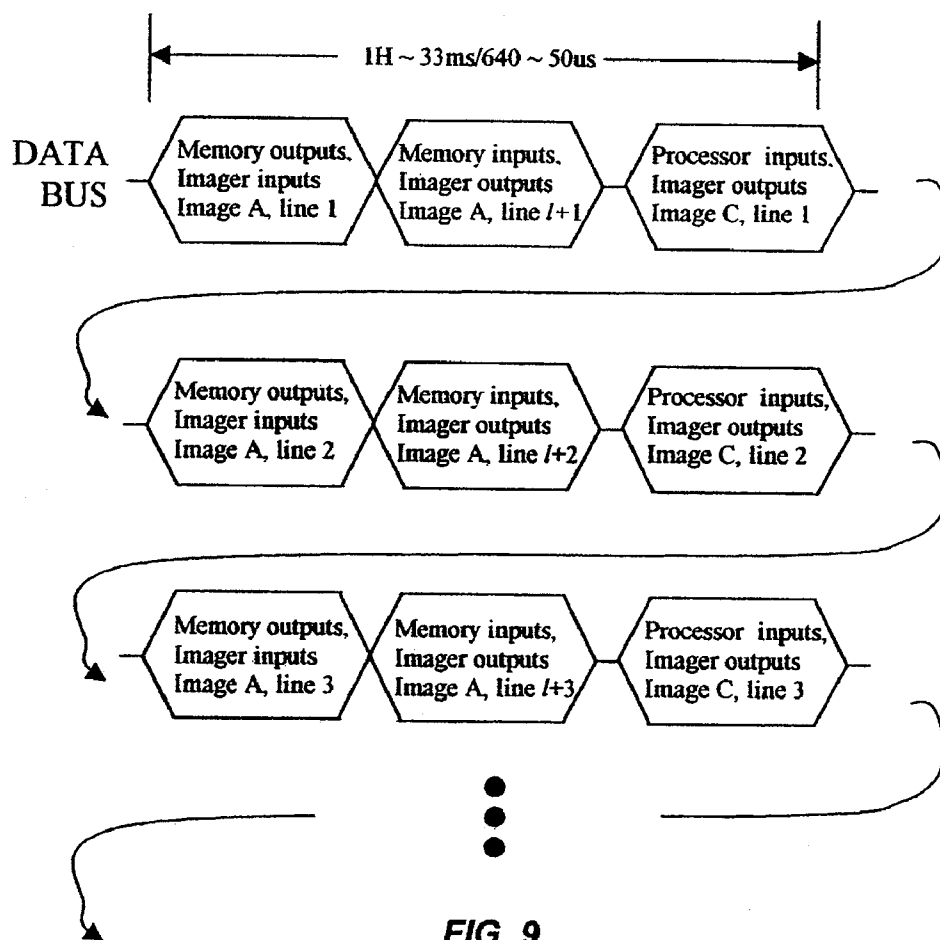 1H ~ 33ms/640 ~ 50us
DATA
BUS
Memory outputs,
Imager inputs
Image A, line 1
Memory inputs,
Imager outputs
Image A, line l+1
Processor inputs,
Imager outputs
Image C, line 1
Memory outputs,
Imager inputs
Image A, line 2
Memory inputs,
Imager outputs
Image A, line l+2
Processor inputs,
Imager outputs
Image C, line 2
Memory outputs,
Imager inputs
Image A, line 3
Memory inputs,
Imager outputs
Image A, line l+3
Processor inputs,
Imager outputs
Image C, line 3
FIG. 9